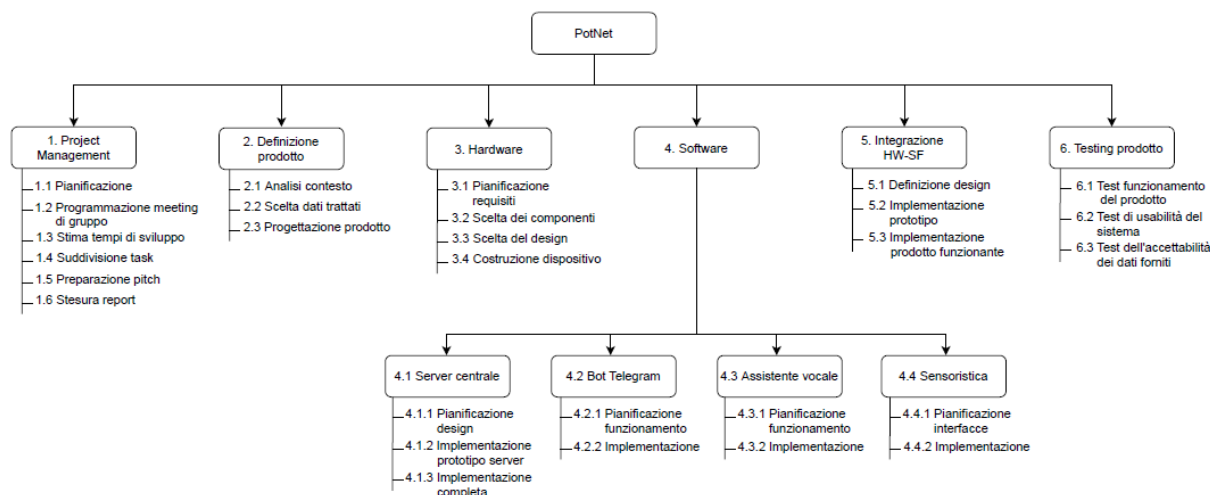 PotNet
1. Project
Management
1.1 Pianificazione
1.2 Programmazione meeting
di gruppo
1.3 Stima tempi di sviluppo
1.4 Suddivisione task
1.5 Preparazione pitch
1.6 Stesura report
2. Definizione
prodotto
2.1 Analisi contesto
2.2 Scelta dati trattati
2.3 Progettazione prodotto
3. Hardware
3.1 Pianificazione
requisiti
3.2 Scelta dei componenti
3.3 Scelta del design
3.4 Costruzione dispositivo
4. Software
5. Integrazione
HW-SF
5.1 Definizione design
5.2 Implementazione
prototipo
5.3 Implementazione
prodotto funzionante
6. Testing prodotto
6.1 Test funzionamento
del prodotto
6.2 Test di usabilità del
sistema
6.3 Test dell'accettabilità
dei dati forniti
4.1 Server centrale
4.1.1 Pianificazione
design
4.1.2 Implementazione
prototipo server
4.1.3 Implementazione
completa
4.2 Bot Telegram
4.2.1 Pianificazione
funzionamento
4.2.2 Implementazione
4.3 Assistente vocale
4.3.1 Pianificazione
funzionamento
4.3.2 Implementazione
4.4 Sensoristica
4.4.1 Pianificazione
interfacce
4.4.2 Implementazione